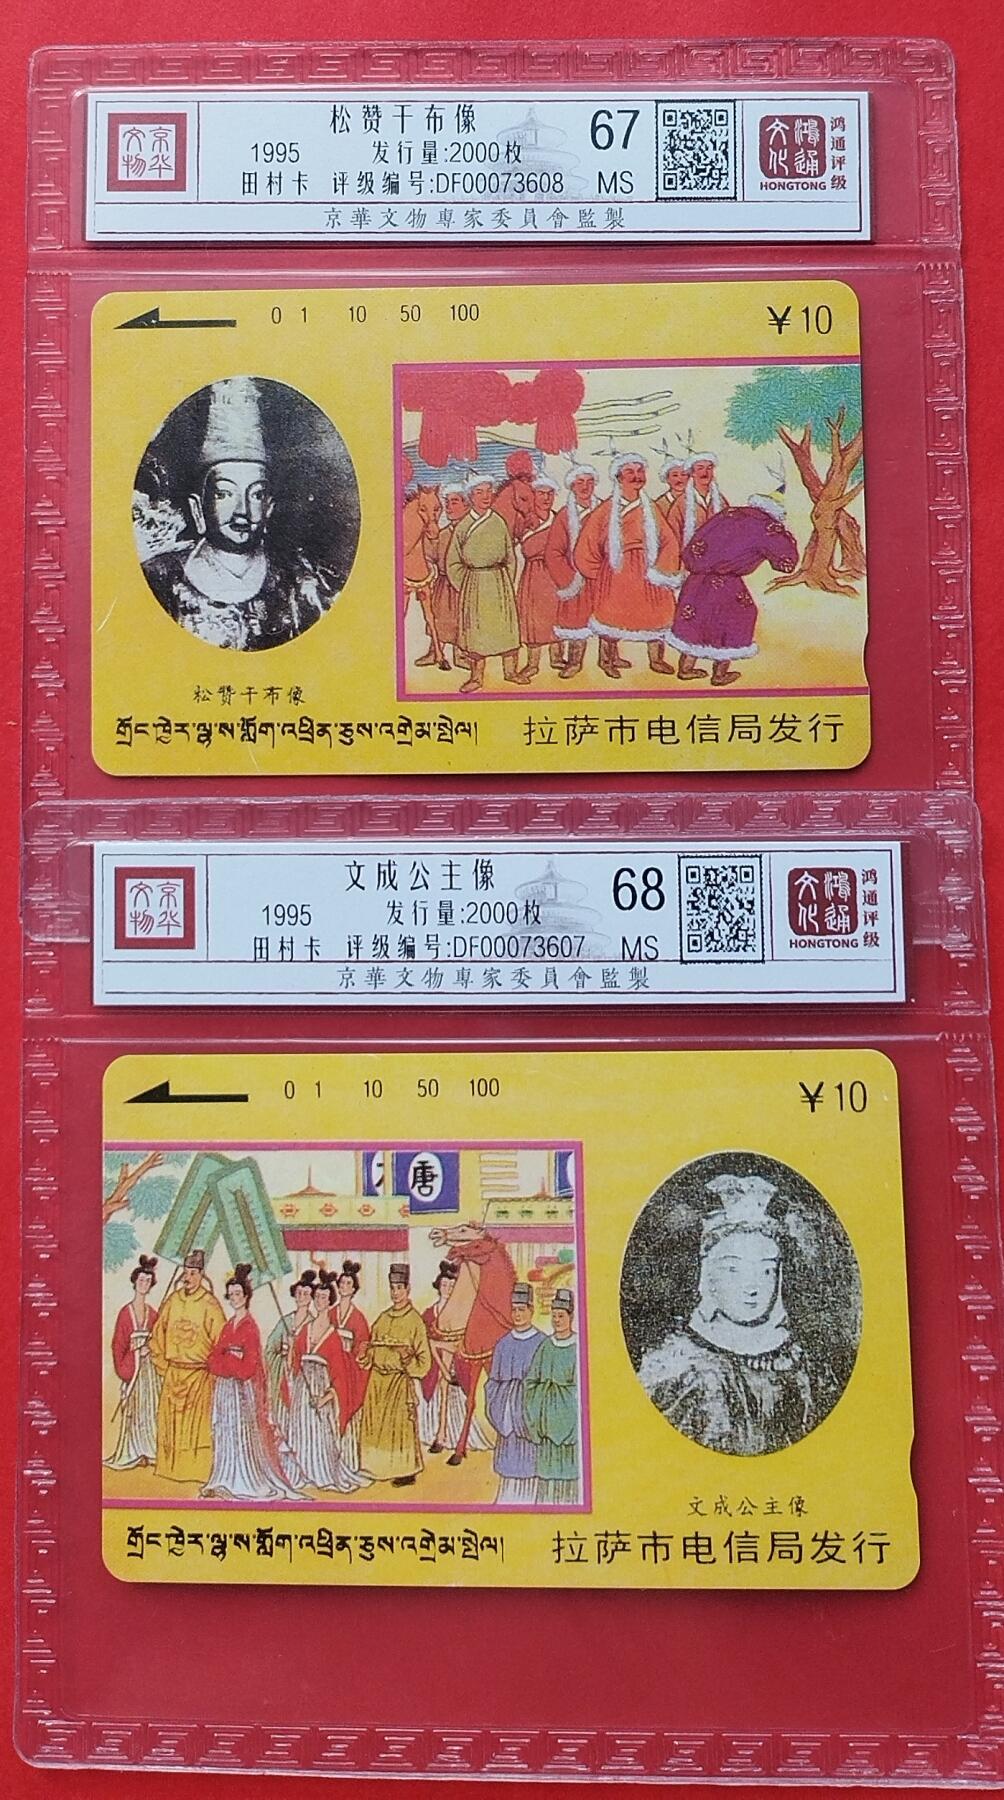 松赞干布像
1995 发行量:2000枚
田村卡 评级编号:DF00073608
67
MS
京華文物專家委員會監製
京华文物
鴻通文化
HONGTONG
鸿通评级
0 1 10 50 100
¥10
松赞干布像
གྲོང་ཁྱེར་ལྷ་ས་གློག་འཕྲིན་ཅུས་འགྲེམ་སྤེལ།
拉萨市电信局发行
文成公主像
1995 发行量:2000枚
田村卡 评级编号:DF00073607
68
MS
京華文物專家委員會監製
京华文物
鴻通文化
HONGTONG
鸿通评级
0 1 10 50 100
¥10
唐
文成公主像
གྲོང་ཁྱེར་ལྷ་ས་གློག་འཕྲིན་ཅུས་འགྲེམ་སྤེལ།
拉萨市电信局发行